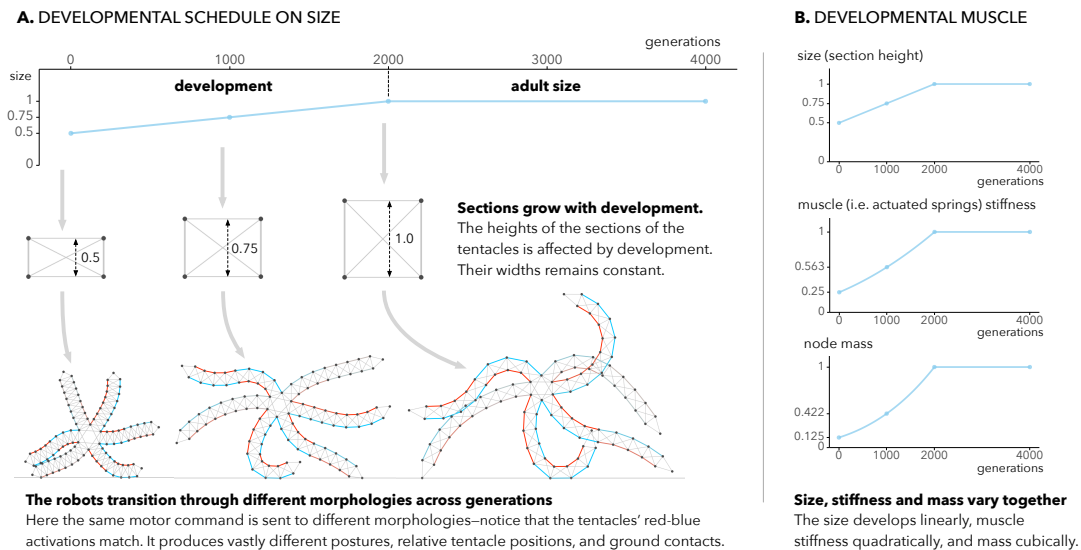 A. DEVELOPMENTAL SCHEDULE ON SIZE
generations
0 1000 2000 3000 4000
size
development adult size
1
0.75
0.5
0
0.5
0.75
1.0
Sections grow with development.
The heights of the sections of the
tentacles is affected by development.
Their widths remains constant.
The robots transition through different morphologies across generations
Here the same motor command is sent to different morphologies—notice that the tentacles’ red-blue
activations match. It produces vastly different postures, relative tentacle positions, and ground contacts.
B. DEVELOPMENTAL MUSCLE
size (section height)
1
0.75
0.5
0
0 1000 2000 4000
generations
muscle (i.e. actuated springs) stiffness
1
0.563
0.25
0
0 1000 2000 4000
generations
node mass
1
0.422
0.125
0
0 1000 2000 4000
generations
Size, stiffness and mass vary together
The size develops linearly, muscle
stiffness quadratically, and mass cubically.